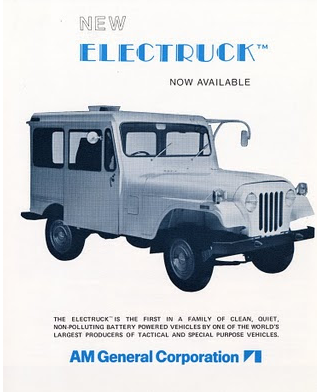 NEW
ELECTRUCK™
NOW AVAILABLE
THE ELECTRUCK™ IS THE FIRST IN A FAMILY OF CLEAN, QUIET,
NON-POLLUTING BATTERY POWERED VEHICLES BY ONE OF THE WORLD'S
LARGEST PRODUCERS OF TACTICAL AND SPECIAL PURPOSE VEHICLES.
AM General Corporation